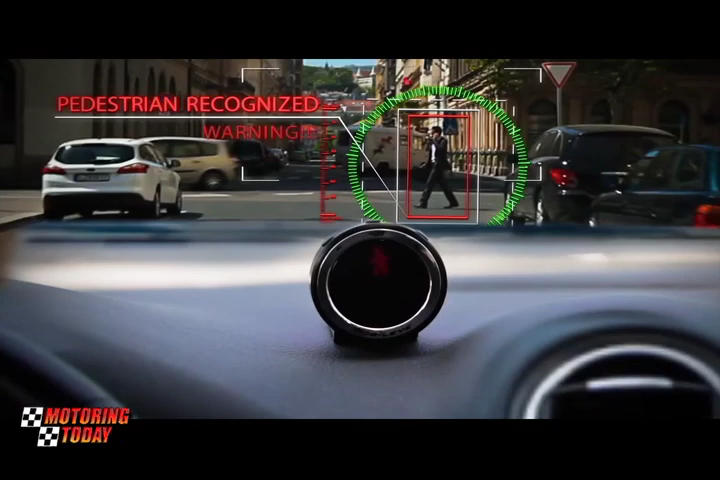 PEDESTRIAN RECOGNIZED
WARNING!!!
MOTORING
TODAY